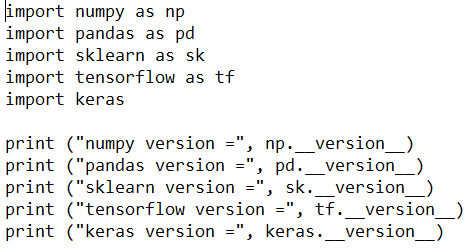 import numpy as np
import pandas as pd
import sklearn as sk
import tensorflow as tf
import keras
print ("numpy version =", np.__version__)
print ("pandas version =", pd.__version__)
print ("sklearn version =", sk.__version__)
print ("tensorflow version =", tf.__version__)
print ("keras version =", keras.__version__)